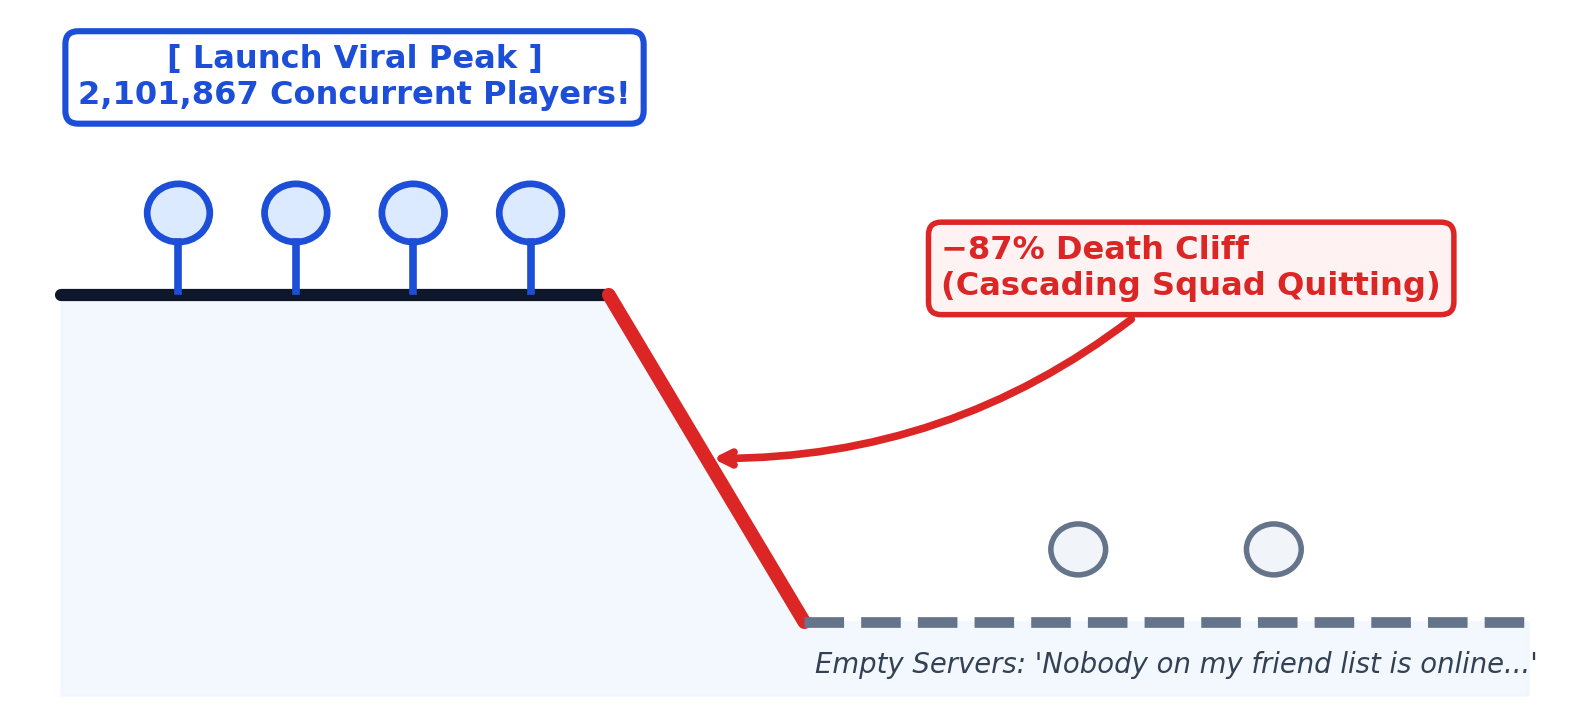 [ Launch Viral Peak ]
2,101,867 Concurrent Players!
−87% Death Cliff
(Cascading Squad Quitting)
Empty Servers: 'Nobody on my friend list is online...'